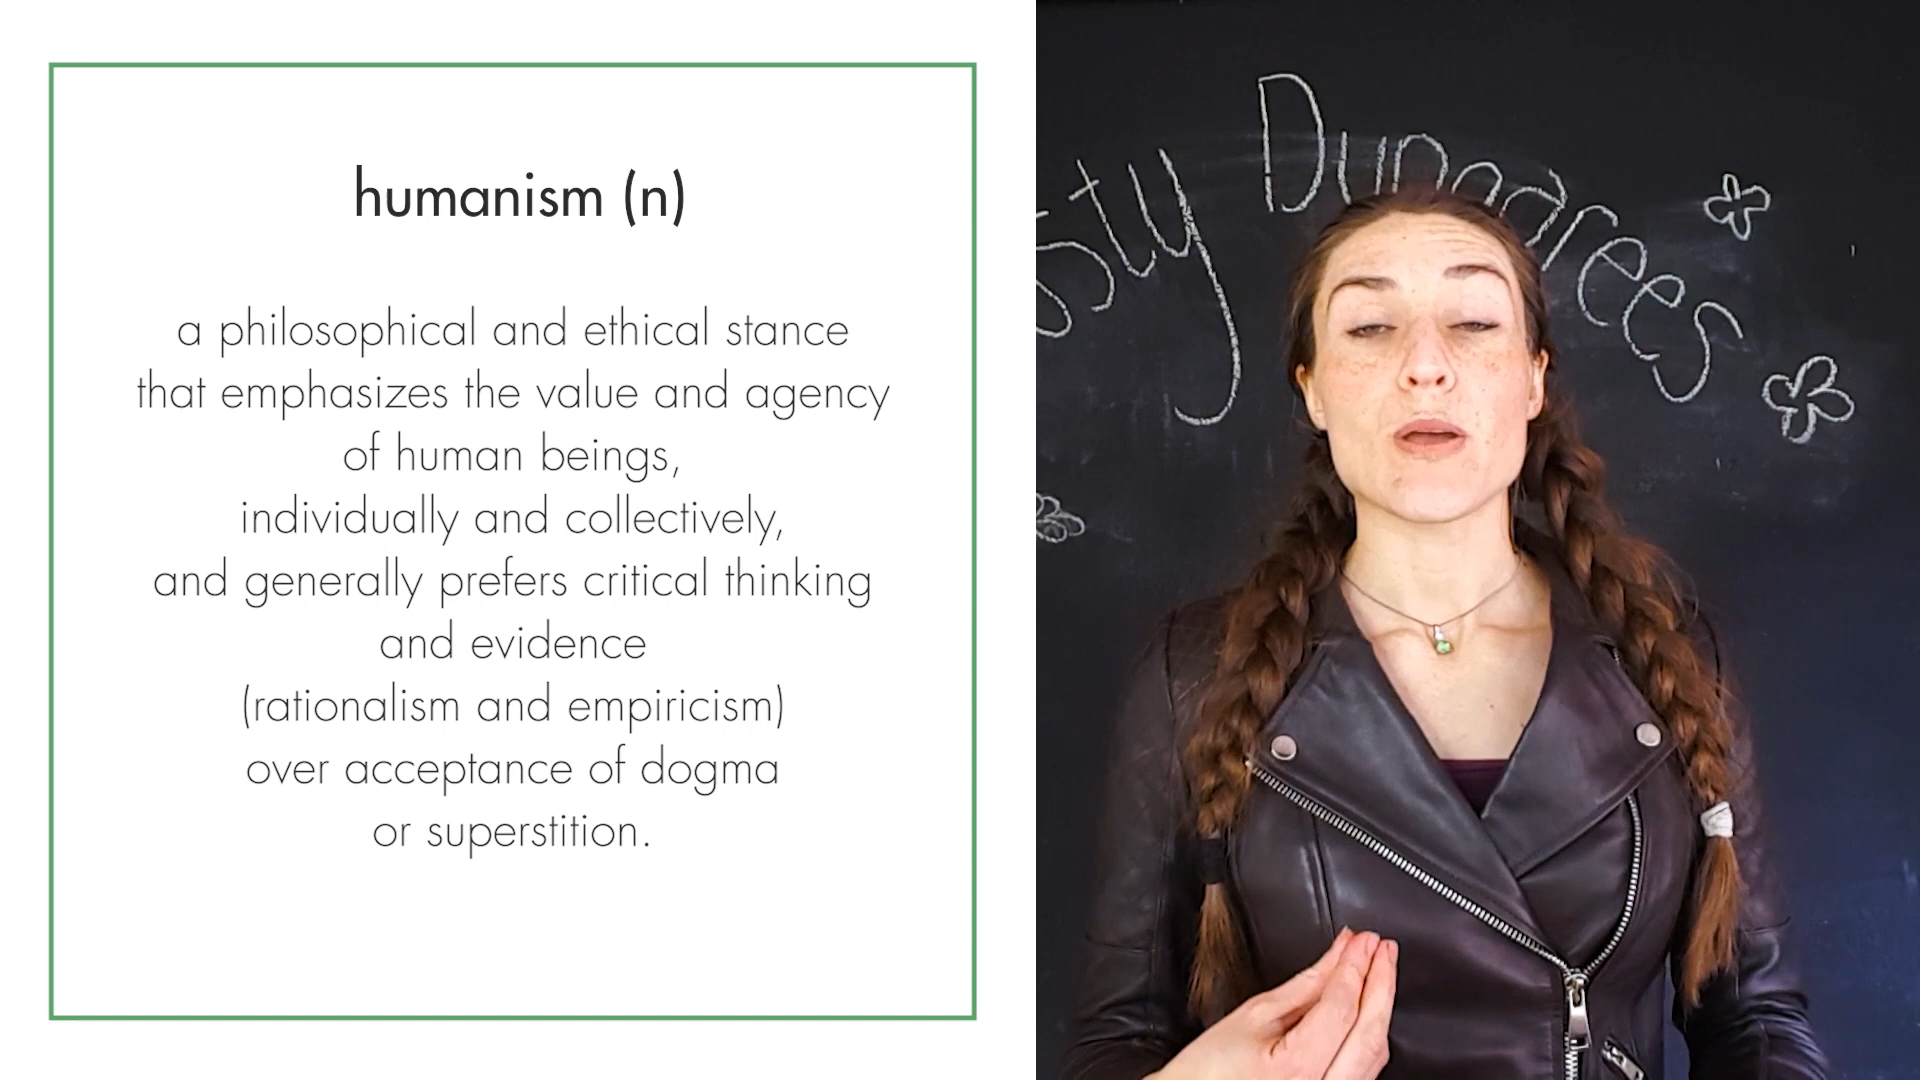 humanism (n)
a philosophical and ethical stance
that emphasizes the value and agency
of human beings,
individually and collectively,
and generally prefers critical thinking
and evidence
(rationalism and empiricism)
over acceptance of dogma
or superstition.
sty Dungarees